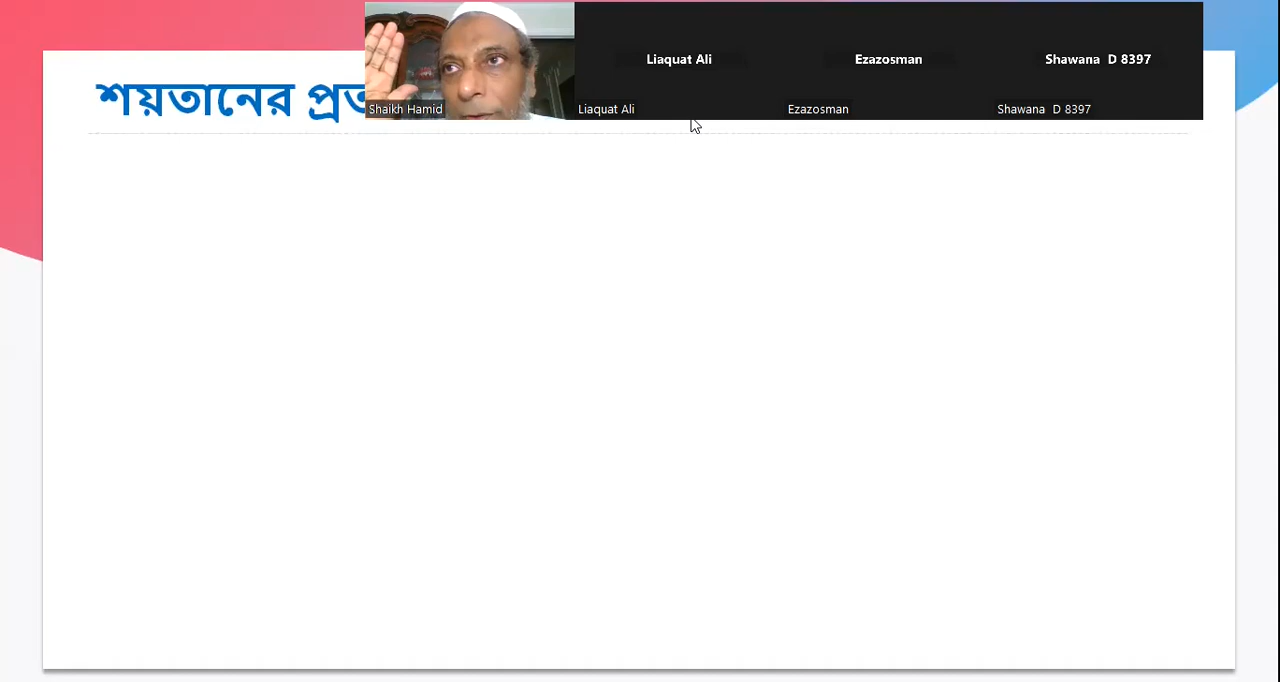 Liaquat Ali
Ezazosman
Shawana D 8397
Shaikh Hamid
Liaquat Ali
Ezazosman
Shawana D 8397
শয়তানের